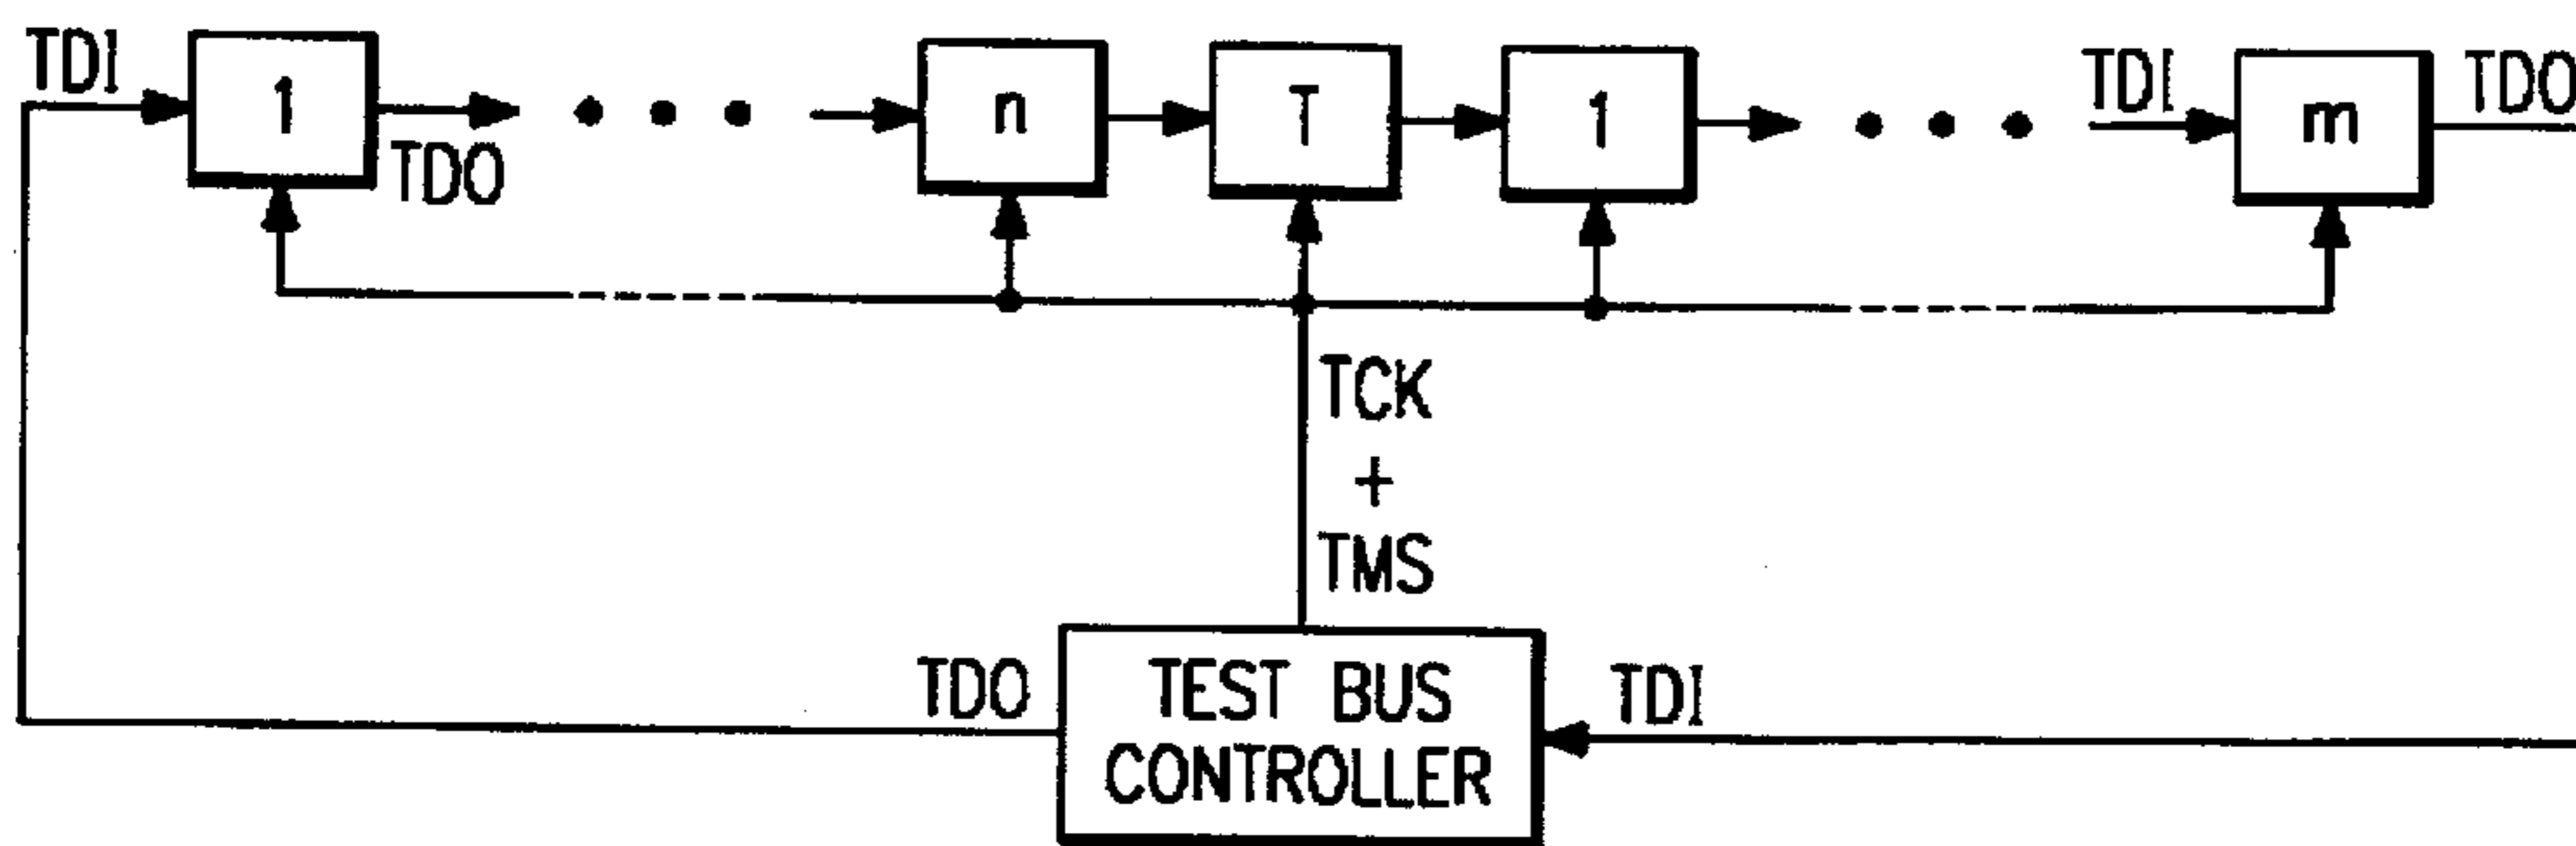 TDI
1
TDO
n
T
1
TDI
m
TDO
TCK
+
TMS
TDO
TEST BUS
CONTROLLER
TDI